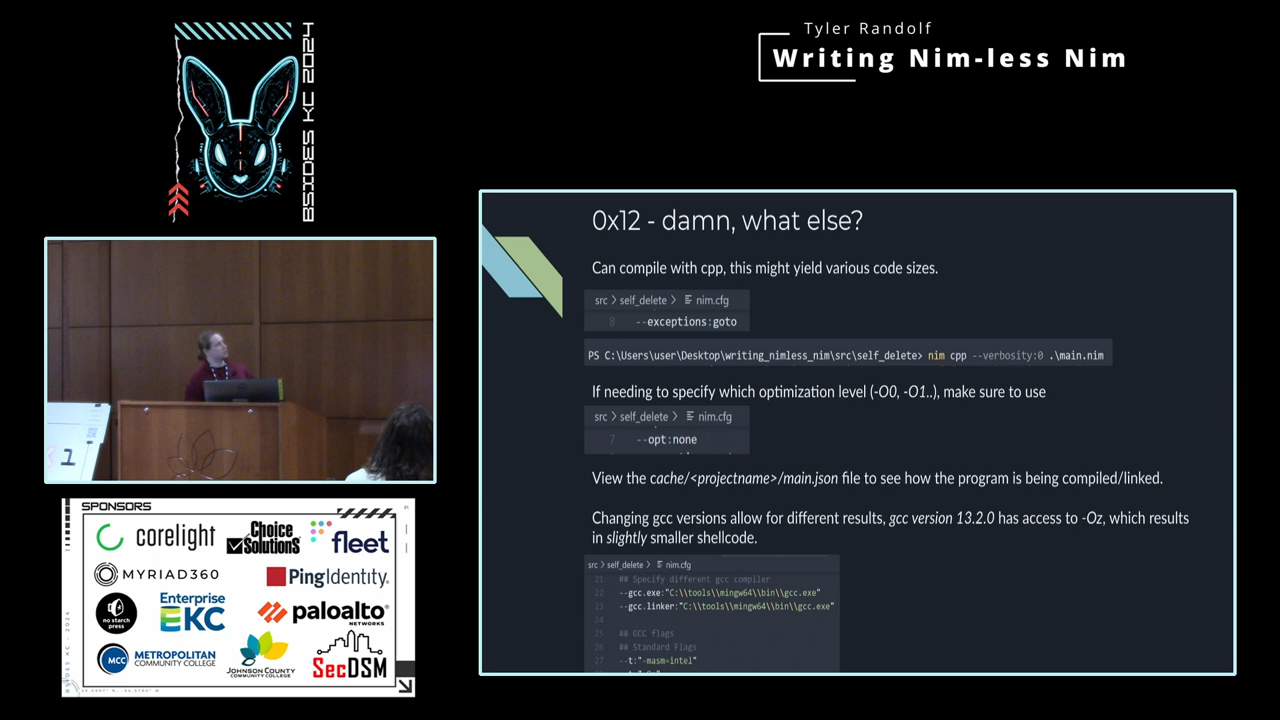 Tyler Randolf
Writing Nim-less Nim
BSIDES KC 2024
0x12 - damn, what else?
Can compile with cpp, this might yield various code sizes.
src > self_delete > nim.cfg
8 --exceptions:goto
PS C:\Users\user\Desktop\writing_nimless_nim\src\self_delete> nim cpp --verbosity:0 .\main.nim
If needing to specify which optimization level (-O0, -O1..), make sure to use
src > self_delete > nim.cfg
7 --opt:none
View the cache/<projectname>/main.json file to see how the program is being compiled/linked.
Changing gcc versions allow for different results, gcc version 13.2.0 has access to -Oz, which results
in slightly smaller shellcode.
src > self_delete > nim.cfg
21 ## Specify different gcc compiler
22 --gcc.exe:"C:\\tools\\mingw64\\bin\\gcc.exe"
23 --gcc.linker:"C:\\tools\\mingw64\\bin\\gcc.exe"
24
25 ## GCC flags
26 ## Standard Flags
27 --t:"-masm=intel"
1
SPONSORS
corelight
Choice
SolutionS
fleet
MYRIAD360
PingIdentity.
no starch
press
Enterprise
KC
paloalto
NETWORKS
MCC
METROPOLITAN
COMMUNITY COLLEGE
JOHNSON COUNTY
COMMUNITY COLLEGE
SecDSM
BSIDES KC - 2024